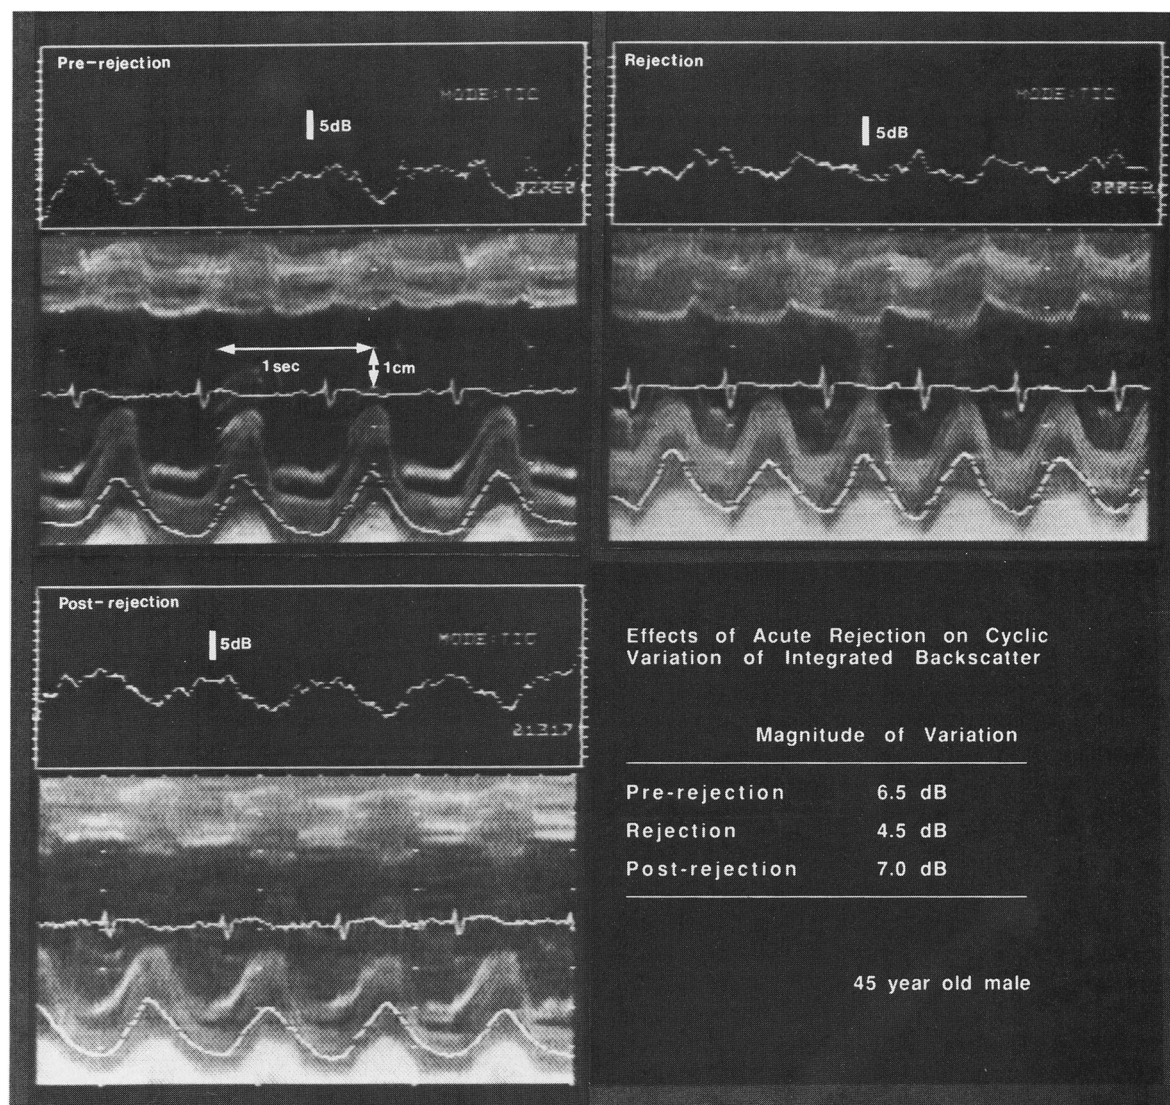 Pre-rejection
MODE:TIC
5dB
1sec
1cm
Rejection
MODE:TIC
5dB
Post-rejection
5dB
MODE:TIC
21317
Effects of Acute Rejection on Cyclic
Variation of Integrated Backscatter
Magnitude of Variation
Pre-rejection 6.5 dB
Rejection 4.5 dB
Post-rejection 7.0 dB
45 year old male